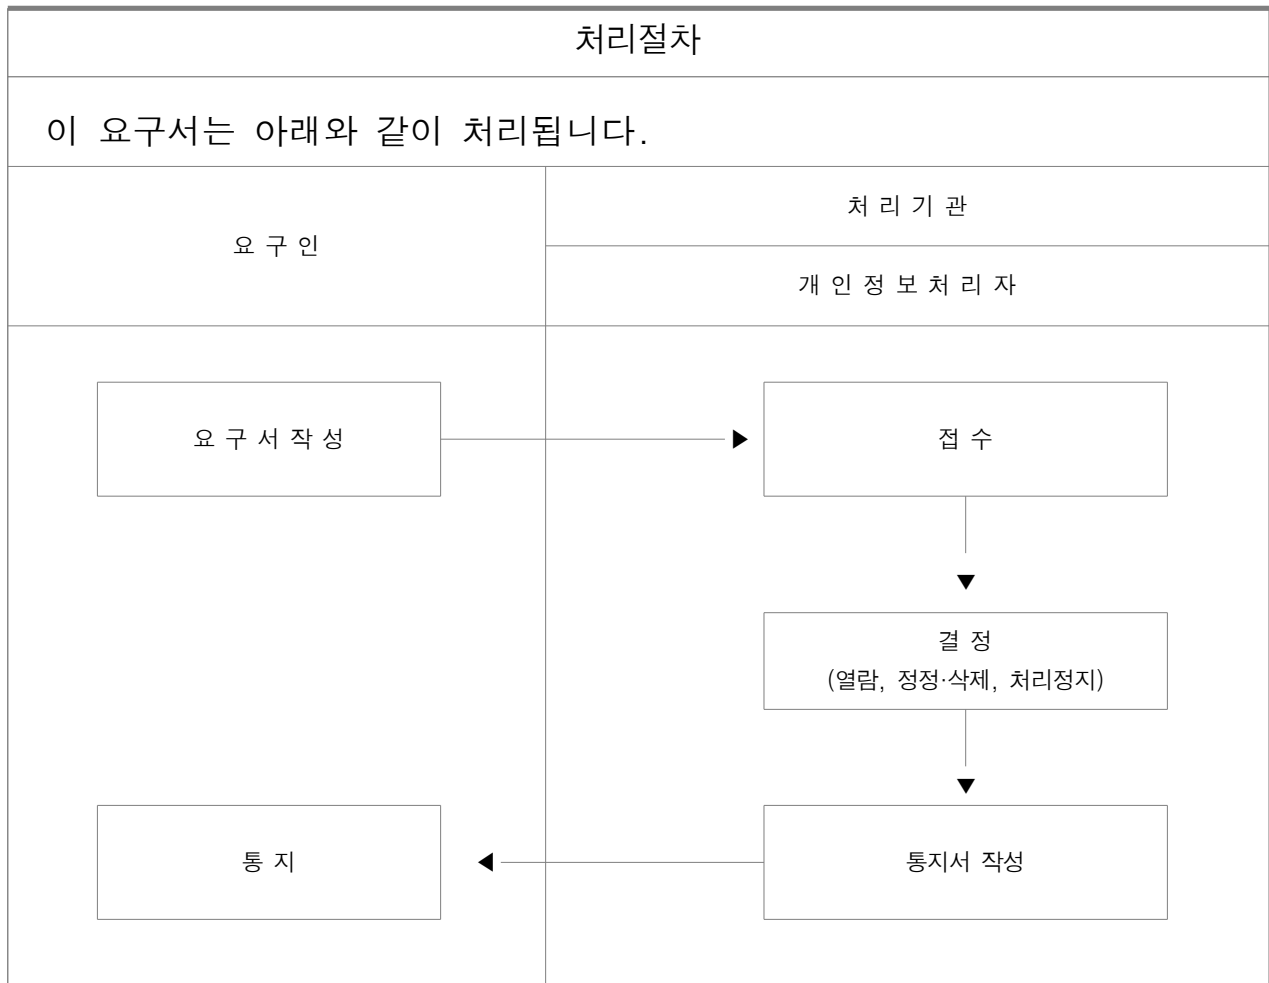 처리절차
이 요구서는 아래와 같이 처리됩니다.
요 구 인
처 리 기 관
개 인 정 보 처 리 자
요 구 서 작 성
▶
접 수
▼
결 정
(열람, 정정·삭제, 처리정지)
▼
통 지
◀
통지서 작성